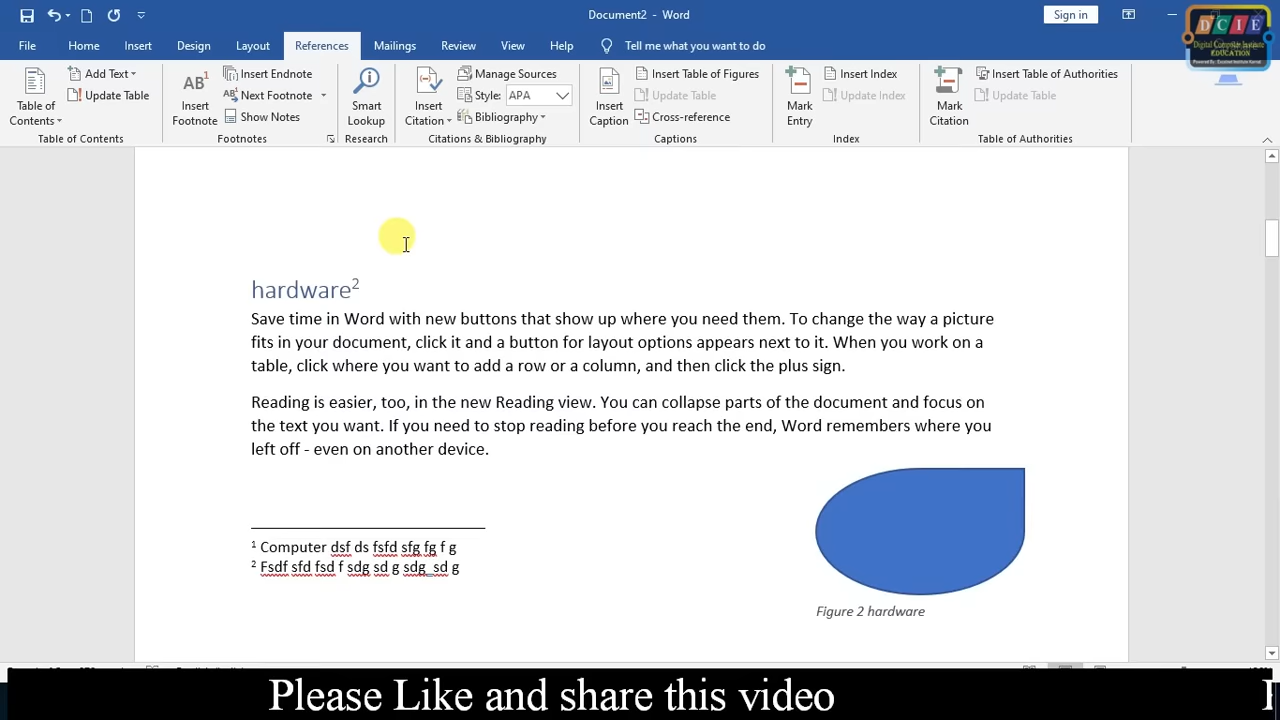 Document2 - Word
Sign in
DCIE
Digital Computer Institute
EDUCATION
File Home Insert Design Layout References Mailings Review View Help Tell me what you want to do
Table of Contents
Add Text
Update Table
Table of Contents
AB1
Insert Footnote
Insert Endnote
Next Footnote
Show Notes
Footnotes
Smart Lookup
Research
Insert Citation
Manage Sources
Style: APA
Bibliography
Citations & Bibliography
Insert Caption
Insert Table of Figures
Update Table
Cross-reference
Captions
Mark Entry
Insert Index
Update Index
Index
Mark Citation
Insert Table of Authorities
Update Table
Table of Authorities
hardware2
Save time in Word with new buttons that show up where you need them. To change the way a picture
fits in your document, click it and a button for layout options appears next to it. When you work on a
table, click where you want to add a row or a column, and then click the plus sign.
Reading is easier, too, in the new Reading view. You can collapse parts of the document and focus on
the text you want. If you need to stop reading before you reach the end, Word remembers where you
left off - even on another device.
1 Computer dsf ds fsfd sfg fg f g
2 Fsdf sfd fsd f sdg sd g sdg sd g
Figure 2 hardware
Please Like and share this video